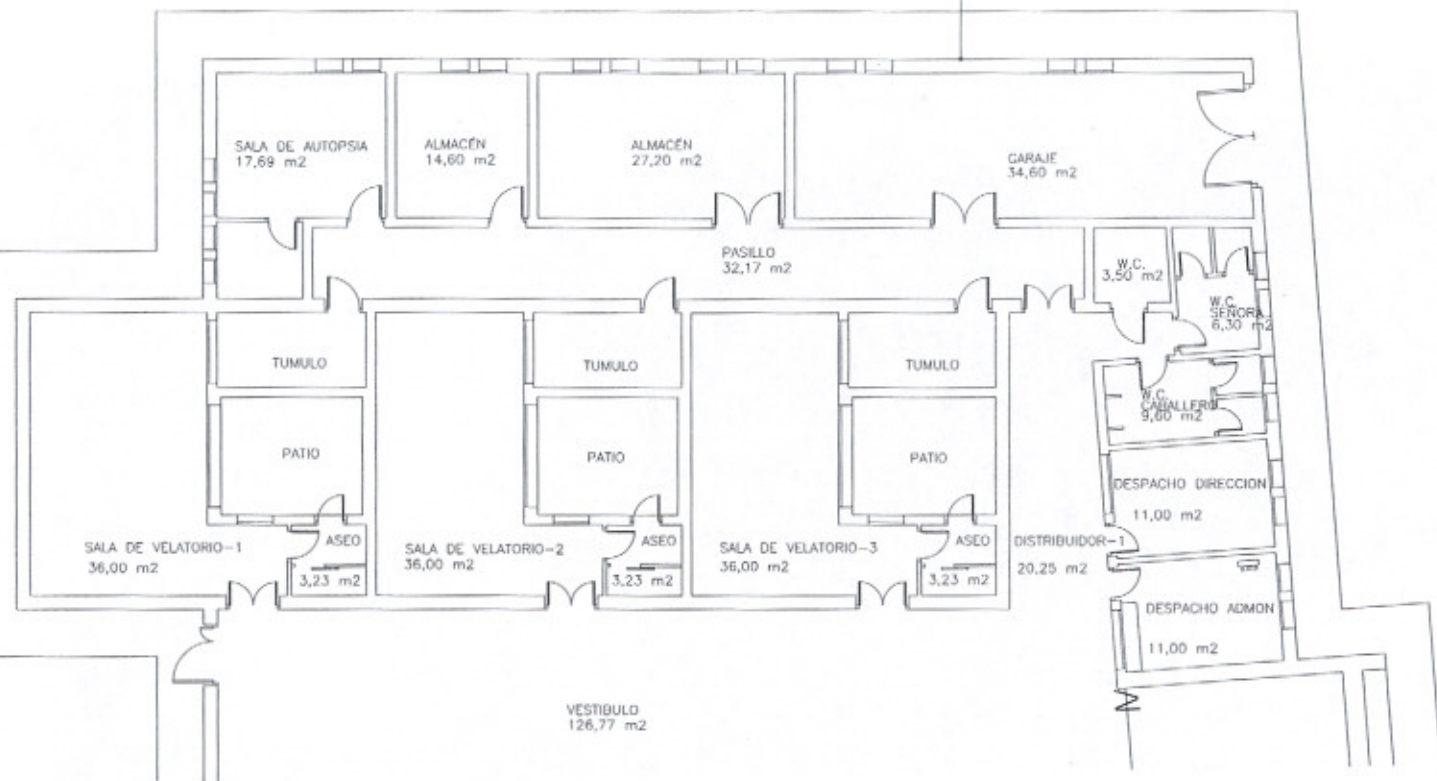 SALA DE AUTOPSIA
17,69 m2
ALMACÉN
14,60 m2
ALMACÉN
27,20 m2
GARAJE
34,60 m2
PASILLO
32,17 m2
W.C.
3,50 m2
W.C.
SEÑORA
6,30 m2
TUMULO
TUMULO
TUMULO
W.C.
CABALLERO
9,60 m2
PATIO
PATIO
PATIO
DESPACHO DIRECCION
11,00 m2
SALA DE VELATORIO-1
36,00 m2
ASEO
3,23 m2
SALA DE VELATORIO-2
36,00 m2
ASEO
3,23 m2
SALA DE VELATORIO-3
36,00 m2
ASEO
3,23 m2
DISTRIBUIDOR-1
20,25 m2
DESPACHO ADMON
11,00 m2
VESTIBULO
126,77 m2